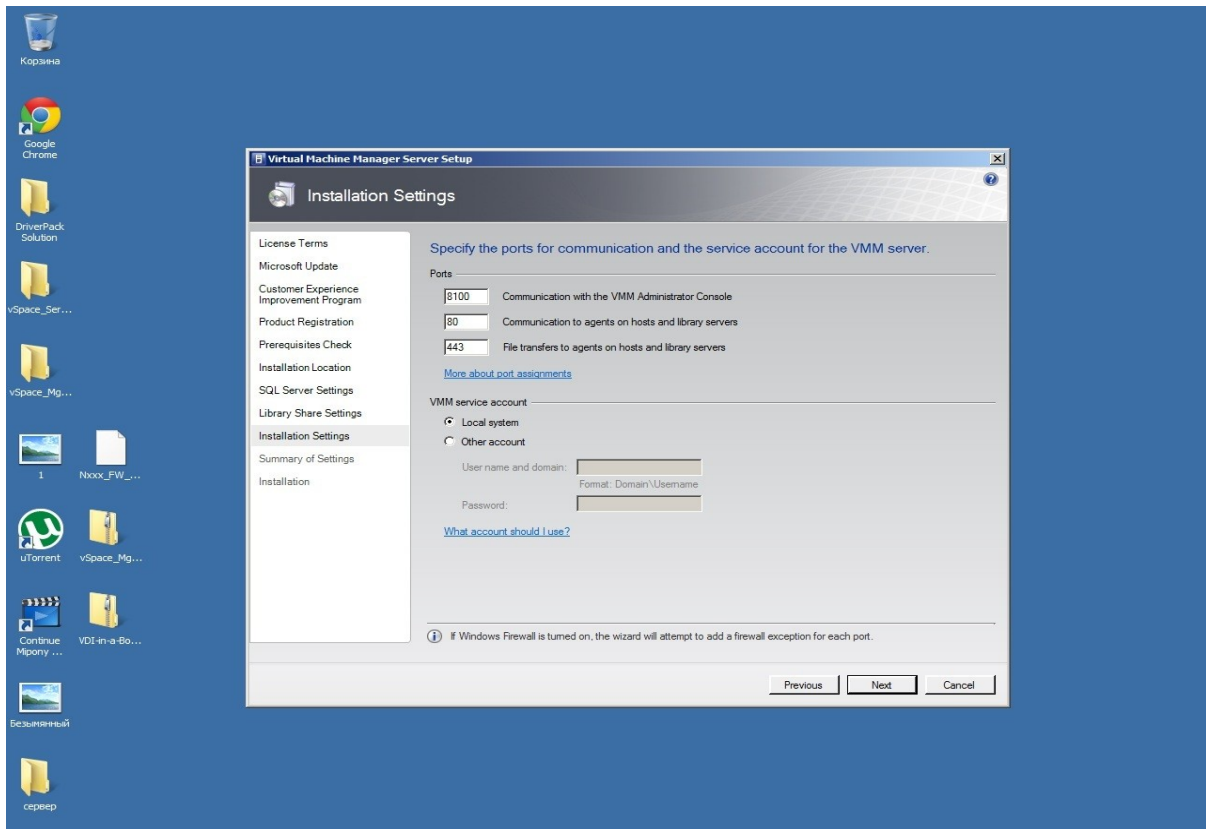 Корзина
Google
Chrome
DriverPack
Solution
vSpace_Ser...
vSpace_Mg...
1
Nxxx_FW_...
uTorrent
vSpace_Mg...
Continue
Mipony ...
VDI-in-a-Bo...
Безымянный
сервер
Virtual Machine Manager Server Setup
Installation Settings
License Terms
Microsoft Update
Customer Experience
Improvement Program
Product Registration
Prerequisites Check
Installation Location
SQL Server Settings
Library Share Settings
Installation Settings
Summary of Settings
Installation
Specify the ports for communication and the service account for the VMM server.
Ports
8100 Communication with the VMM Administrator Console
80 Communication to agents on hosts and library servers
443 File transfers to agents on hosts and library servers
More about port assignments
VMM service account
Local system
Other account
User name and domain:
Format: Domain\Username
Password:
What account should I use?
If Windows Firewall is turned on, the wizard will attempt to add a firewall exception for each port.
Previous Next Cancel